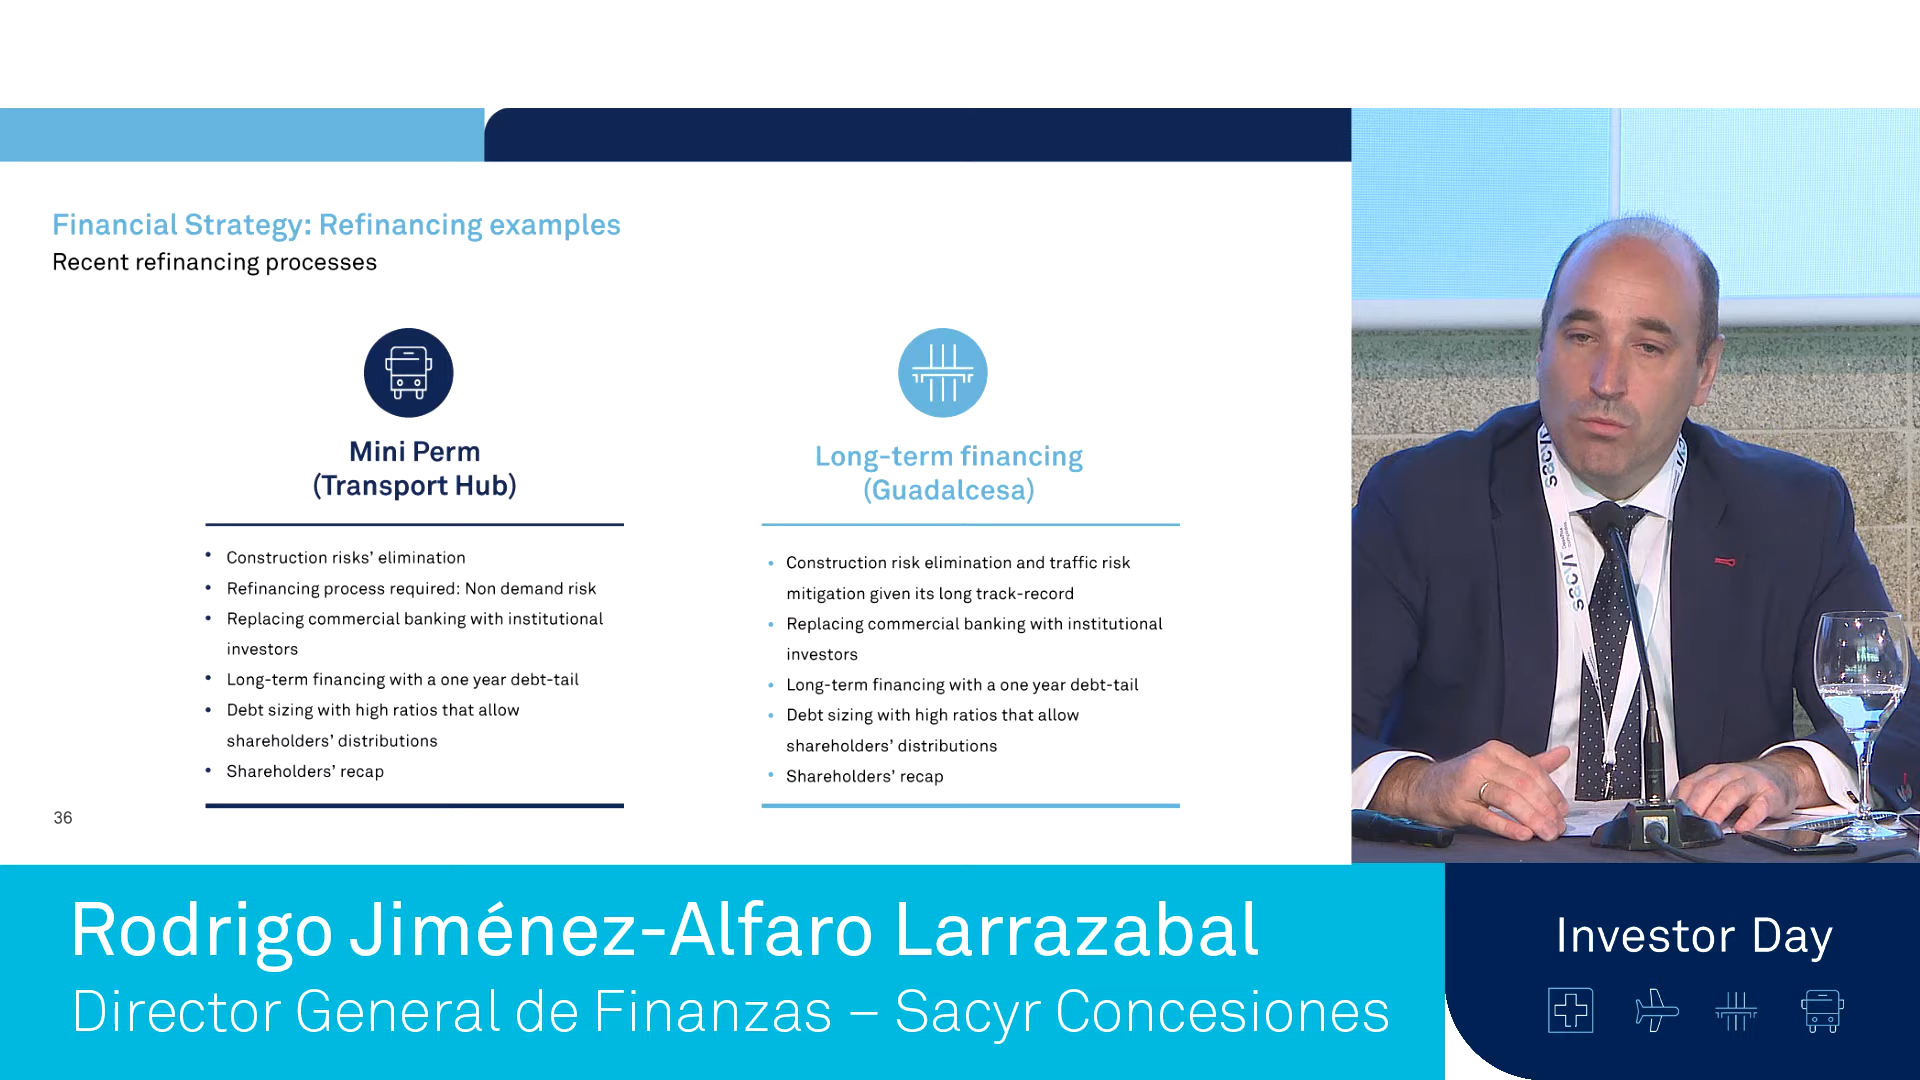 Financial Strategy: Refinancing examples
Recent refinancing processes
Mini Perm
(Transport Hub)
• Construction risks’ elimination
• Refinancing process required: Non demand risk
• Replacing commercial banking with institutional
investors
• Long-term financing with a one year debt-tail
• Debt sizing with high ratios that allow
shareholders’ distributions
• Shareholders’ recap
Long-term financing
(Guadalcesa)
• Construction risk elimination and traffic risk
mitigation given its long track-record
• Replacing commercial banking with institutional
investors
• Long-term financing with a one year debt-tail
• Debt sizing with high ratios that allow
shareholders’ distributions
• Shareholders’ recap
36
sacyr
sacyr
Rodrigo Jiménez-Alfaro Larrazabal
Director General de Finanzas – Sacyr Concesiones
Investor Day